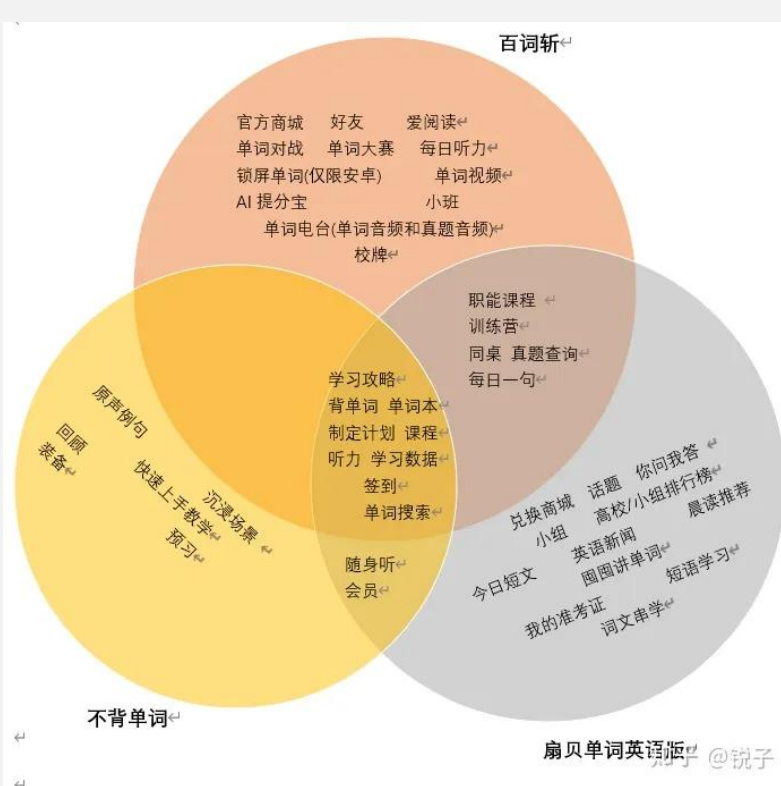 百词斩
官方商城 好友 爱阅读
单词对战 单词大赛 每日听力
锁屏单词(仅限安卓) 单词视频
AI 提分宝 小班
单词电台(单词音频和真题音频)
校牌
职能课程
训练营
同桌 真题查询
每日一句
学习攻略
背单词 单词本
制定计划 课程
听力 学习数据
签到
单词搜索
随身听
会员
原声例句
回顾
装备
沉浸场景
快速上手教学
预习
兑换商城 话题 你问我答
小组 高校/小组排行榜
英语新闻 晨读推荐
今日短文 囤囤讲单词
短语学习
我的准考证
词文串学
不背单词
扇贝单词英语版
知乎 @锐子